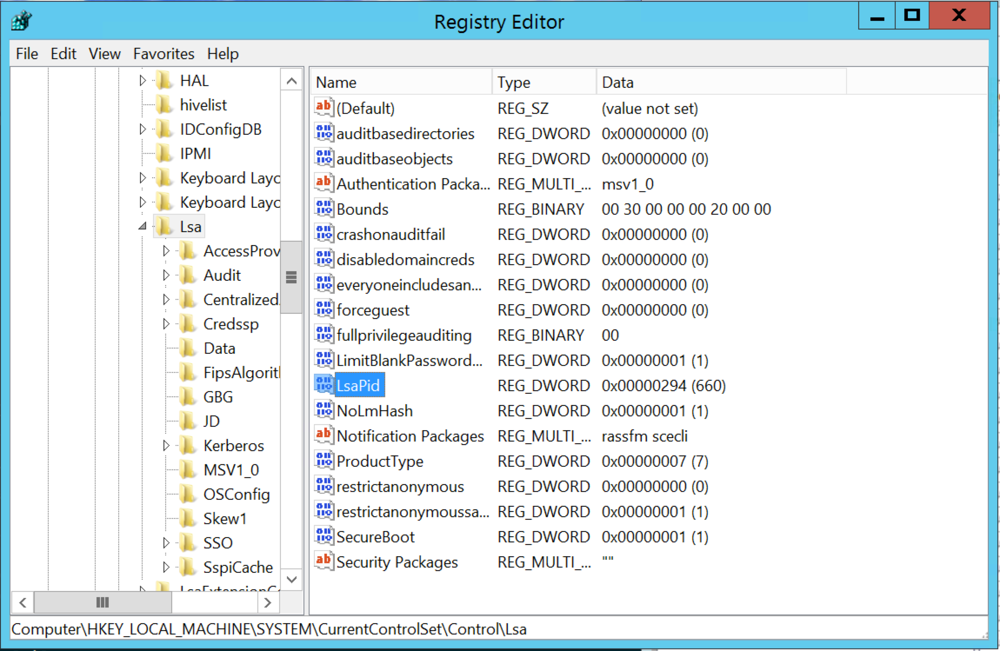 Registry Editor
File Edit View Favorites Help
HAL
hivelist
IDConfigDB
IPMI
Keyboard Layo
Keyboard Layo
Lsa
AccessProv
Audit
Centralized
Credssp
Data
FipsAlgorit
GBG
JD
Kerberos
MSV1_0
OSConfig
Skew1
SSO
SspiCache
Name Type Data
(Default) REG_SZ (value not set)
auditbasedirectories REG_DWORD 0x00000000 (0)
auditbaseobjects REG_DWORD 0x00000000 (0)
Authentication Packa... REG_MULTI_... msv1_0
Bounds REG_BINARY 00 30 00 00 00 20 00 00
crashonauditfail REG_DWORD 0x00000000 (0)
disabledomaincreds REG_DWORD 0x00000000 (0)
everyoneincludesan... REG_DWORD 0x00000000 (0)
forceguest REG_DWORD 0x00000000 (0)
fullprivilegeauditing REG_BINARY 00
LimitBlankPassword... REG_DWORD 0x00000001 (1)
LsaPid REG_DWORD 0x00000294 (660)
NoLmHash REG_DWORD 0x00000001 (1)
Notification Packages REG_MULTI_... rassfm scecli
ProductType REG_DWORD 0x00000007 (7)
restrictanonymous REG_DWORD 0x00000000 (0)
restrictanonymoussa... REG_DWORD 0x00000001 (1)
SecureBoot REG_DWORD 0x00000001 (1)
Security Packages REG_MULTI_... ""
Computer\HKEY_LOCAL_MACHINE\SYSTEM\CurrentControlSet\Control\Lsa